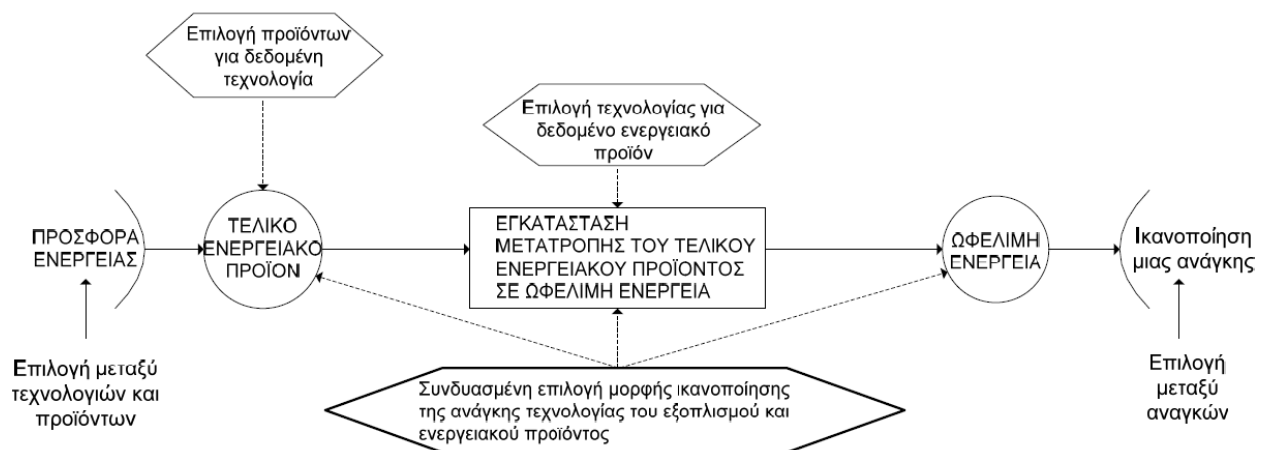 Επιλογή προϊόντων
για δεδομένη
τεχνολογία
Επιλογή τεχνολογίας για
δεδομένο ενεργειακό
προϊόν
ΠΡΟΣΦΟΡΑ
ΕΝΕΡΓΕΙΑΣ
ΤΕΛΙΚΟ
ΕΝΕΡΓΕΙΑΚΟ
ΠΡΟΪΟΝ
ΕΓΚΑΤΑΣΤΑΣΗ
ΜΕΤΑΤΡΟΠΗΣ ΤΟΥ ΤΕΛΙΚΟΥ
ΕΝΕΡΓΕΙΑΚΟΥ ΠΡΟΪΟΝΤΟΣ
ΣΕ ΩΦΕΛΙΜΗ ΕΝΕΡΓΕΙΑ
ΩΦΕΛΙΜΗ
ΕΝΕΡΓΕΙΑ
Ικανοποίηση
μιας ανάγκης
Επιλογή μεταξύ
τεχνολογιών και
προϊόντων
Συνδυασμένη επιλογή μορφής ικανοποίησης
της ανάγκης τεχνολογίας του εξοπλισμού και
ενεργειακού προϊόντος
Επιλογή
μεταξύ
αναγκών